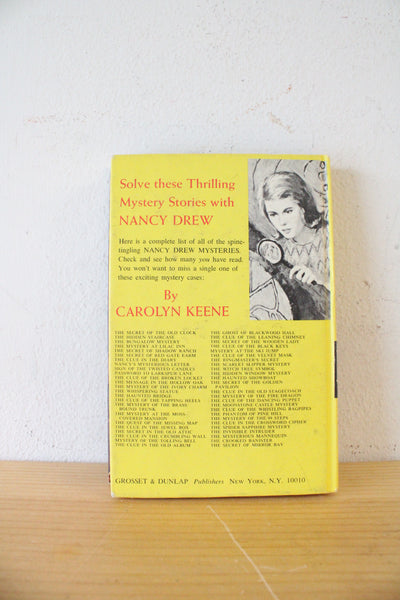 Solve these Thrilling
Mystery Stories with
NANCY DREW
Here is a complete list of all of the spine-
tingling NANCY DREW MYSTERIES.
Check and see how many you have read.
You won't want to miss a single one of
these exciting mystery cases:
By
CAROLYN KEENE
THE SECRET OF THE OLD CLOCK
THE HIDDEN STAIRCASE
THE BUNGALOW MYSTERY
THE MYSTERY AT LILAC INN
THE SECRET OF SHADOW RANCH
THE SECRET OF RED GATE FARM
THE CLUE IN THE DIARY
NANCY'S MYSTERIOUS LETTER
SIGN OF THE TWISTED CANDLES
PASSWORD TO LARKSPUR LANE
THE CLUE OF THE BROKEN LOCKET
THE MESSAGE IN THE HOLLOW OAK
THE MYSTERY OF THE IVORY CHARM
THE WHISPERING STATUE
THE HAUNTED BRIDGE
THE CLUE OF THE TAPPING HEELS
THE MYSTERY OF THE BRASS
BOUND TRUNK
THE MYSTERY AT THE MOSS-
COVERED MANSION
THE QUEST OF THE MISSING MAP
THE CLUE IN THE JEWEL BOX
THE SECRET IN THE OLD ATTIC
THE CLUE IN THE CRUMBLING WALL
MYSTERY OF THE TOLLING BELL
THE CLUE IN THE OLD ALBUM
THE GHOST OF BLACKWOOD HALL
THE CLUE OF THE LEANING CHIMNEY
THE SECRET OF THE WOODEN LADY
THE CLUE OF THE BLACK KEYS
MYSTERY AT THE SKI JUMP
THE CLUE OF THE VELVET MASK
THE RINGMASTER'S SECRET
THE SCARLET SLIPPER MYSTERY
THE WITCH TREE SYMBOL
THE HIDDEN WINDOW MYSTERY
THE HAUNTED SHOWBOAT
THE SECRET OF THE GOLDEN
PAVILION
THE CLUE IN THE OLD STAGECOACH
THE MYSTERY OF THE FIRE DRAGON
THE CLUE OF THE DANCING PUPPET
THE MOONSTONE CASTLE MYSTERY
THE CLUE OF THE WHISTLING BAGPIPES
THE PHANTOM OF PINE HILL
THE MYSTERY OF THE 99 STEPS
THE CLUE IN THE CROSSWORD CIPHER
THE SPIDER SAPPHIRE MYSTERY
THE INVISIBLE INTRUDER
THE MYSTERIOUS MANNEQUIN
THE CROOKED BANISTER
THE SECRET OF MIRROR BAY
GROSSET & DUNLAP Publishers NEW YORK, N.Y. 10010